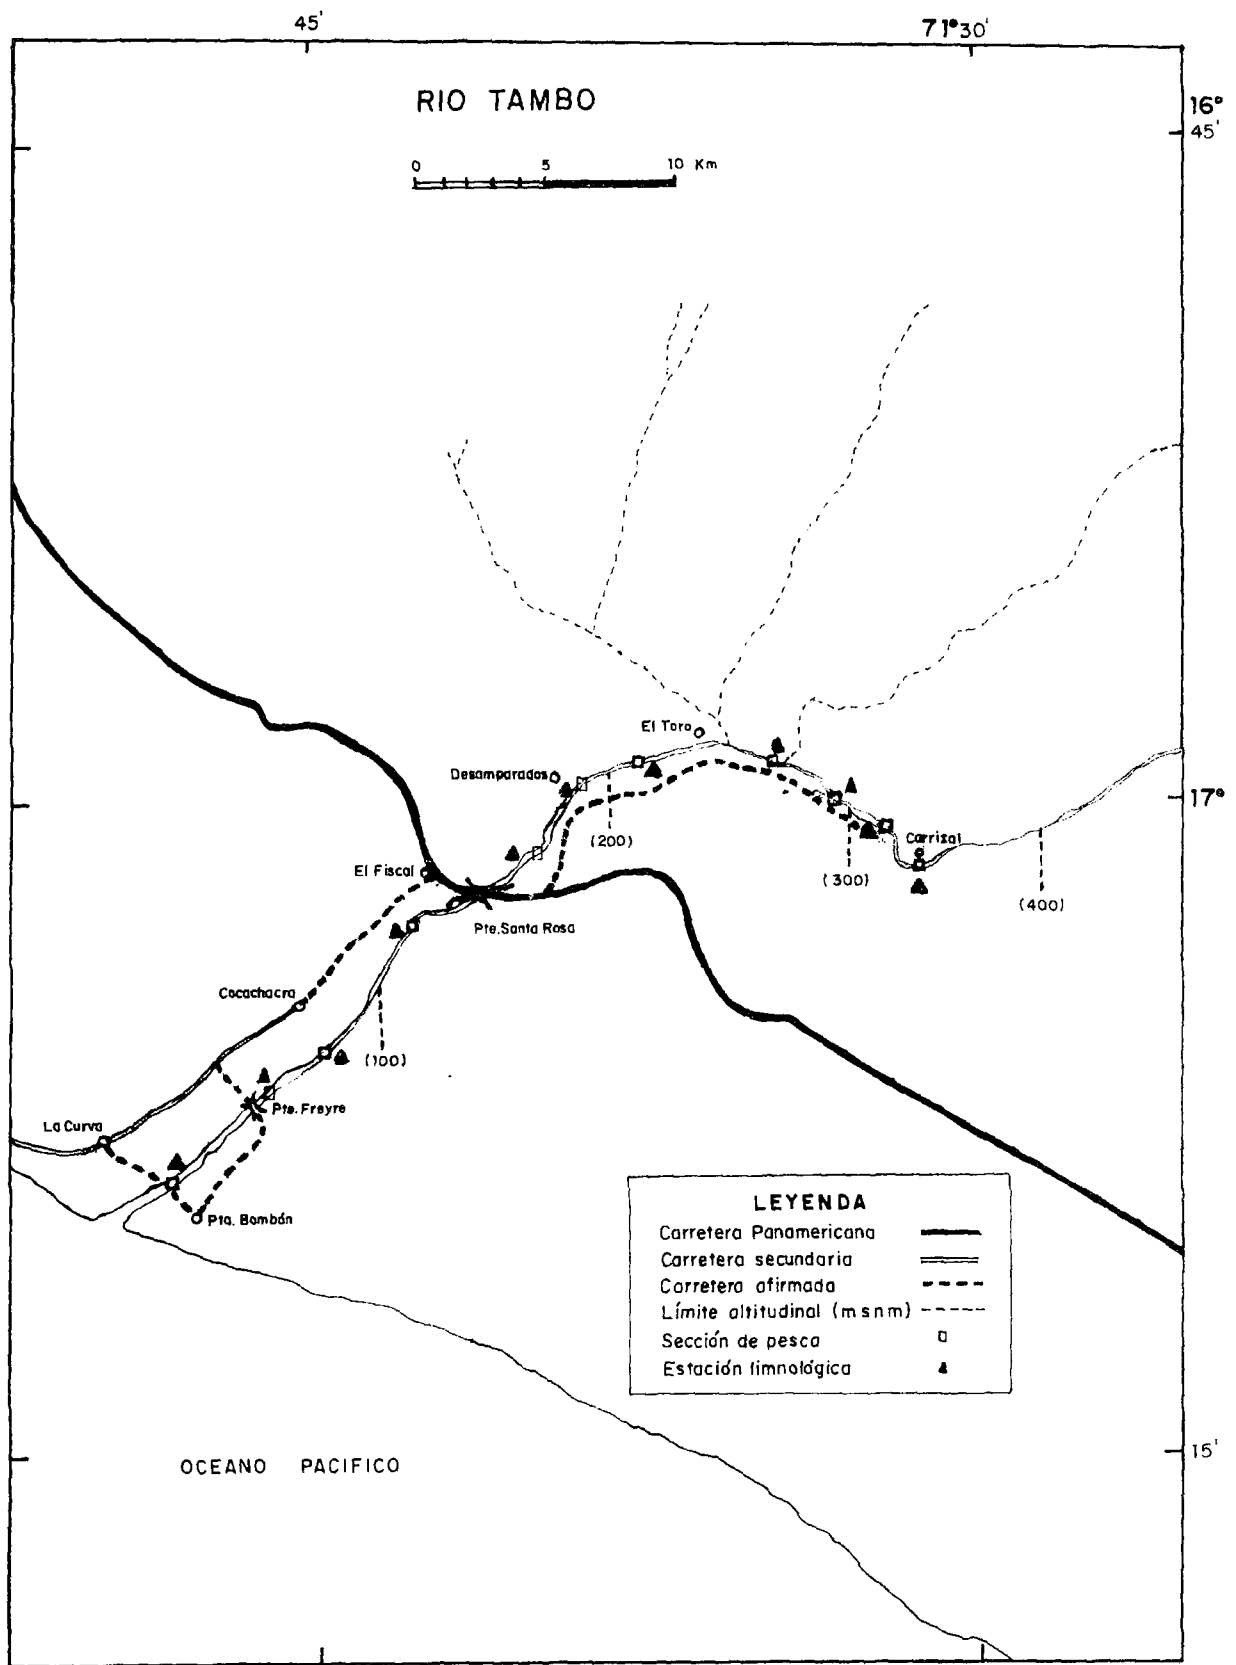 45'
71°30'
RIO TAMBO
16°
45'
0 5 10 Km
El Toro
Desamparados
17°
(200)
Carrizal
El Fiscal
(300)
(400)
Pte. Santa Rosa
Cocachacra
(100)
Pte. Freyre
La Curva
Pta. Bombón
LEYENDA
Carretera Panamericana
Carretera secundaria
Carretera afirmada
Límite altitudinal (msnm)
Sección de pesca
Estación limnológica
15'
OCEANO PACIFICO